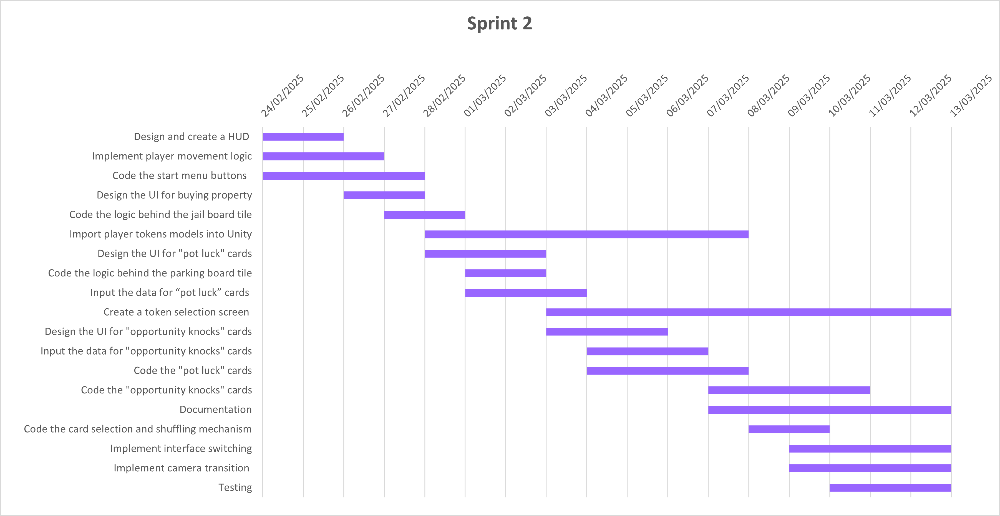 Sprint 2
24/02/2025
25/02/2025
26/02/2025
27/02/2025
28/02/2025
01/03/2025
02/03/2025
03/03/2025
04/03/2025
05/03/2025
06/03/2025
07/03/2025
08/03/2025
09/03/2025
10/03/2025
11/03/2025
12/03/2025
13/03/2025
Design and create a HUD
Implement player movement logic
Code the start menu buttons
Design the UI for buying property
Code the logic behind the jail board tile
Import player tokens models into Unity
Design the UI for "pot luck" cards
Code the logic behind the parking board tile
Input the data for “pot luck” cards
Create a token selection screen
Design the UI for "opportunity knocks" cards
Input the data for "opportunity knocks" cards
Code the "pot luck" cards
Code the "opportunity knocks" cards
Documentation
Code the card selection and shuffling mechanism
Implement interface switching
Implement camera transition
Testing